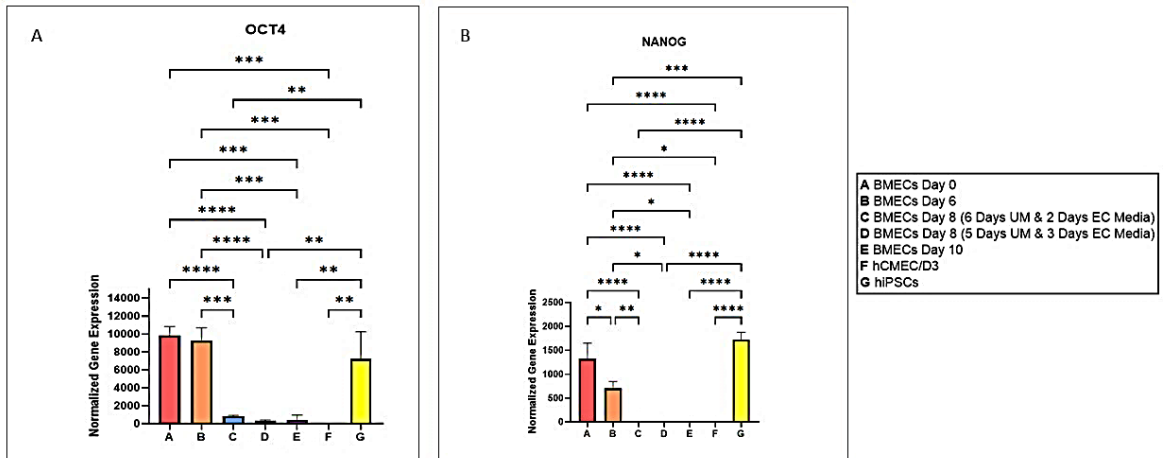 A
OCT4
***
**
***
***
***
****
**** **
**** **
*** **
Normalized Gene Expression
14000
12000
10000
8000
6000
4000
2000
0
A B C D E F G
B
NANOG
***
****
****
*
****
*
****
* ****
**** ****
* ** ****
Normalized Gene Expression
2500
2000
1500
1000
500
0
A B C D E F G
A BMECs Day 0
B BMECs Day 6
C BMECs Day 8 (6 Days UM & 2 Days EC Media)
D BMECs Day 8 (5 Days UM & 3 Days EC Media)
E BMECs Day 10
F hCMEC/D3
G hiPSCs